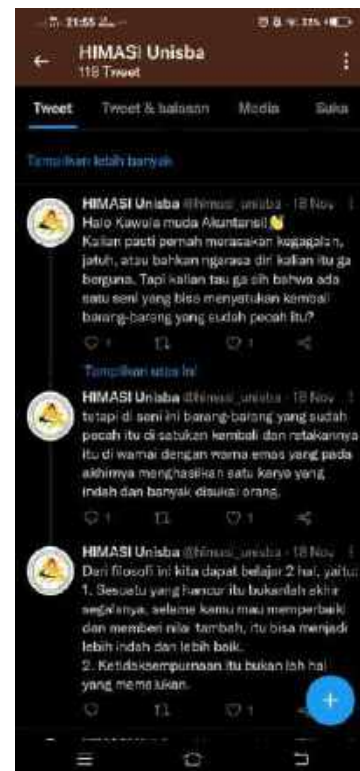 21:55
HIMASI Unisba
118 Tweet
Tweet Tweet & balasan Media Suka
Tampilkan lebih banyak
HIMASI Unisba @himasi_unisba · 18 Nov
Halo Kawula muda Akuntansi!👋
Kalian pasti pernah merasakan kegagalan,
jatuh, atau bahkan ngerasa diri kalian itu ga
berguna. Tapi kalian tau ga sih bahwa ada
satu seni yang bisa menyatukan kembali
barang-barang yang sudah pecah itu?
1 1
Tampilkan utas ini
HIMASI Unisba @himasi_unisba · 18 Nov
tetapi di seni ini barang-barang yang sudah
pecah itu di satukan kembali dan retakannya
itu di warnai dengan warna emas yang pada
akhirnya menghasilkan satu karya yang
indah dan banyak disukai orang.
1 1
HIMASI Unisba @himasi_unisba · 18 Nov
Dari filosofi ini kita dapat belajar 2 hal, yaitu:
1. Sesuatu yang hancur itu bukanlah akhir
segalanya, selama kamu mau memperbaiki
dan memberi nilai tambah, itu bisa menjadi
lebih indah dan lebih baik.
2. Ketidaksempurnaan itu bukan lah hal
yang memalukan.
1